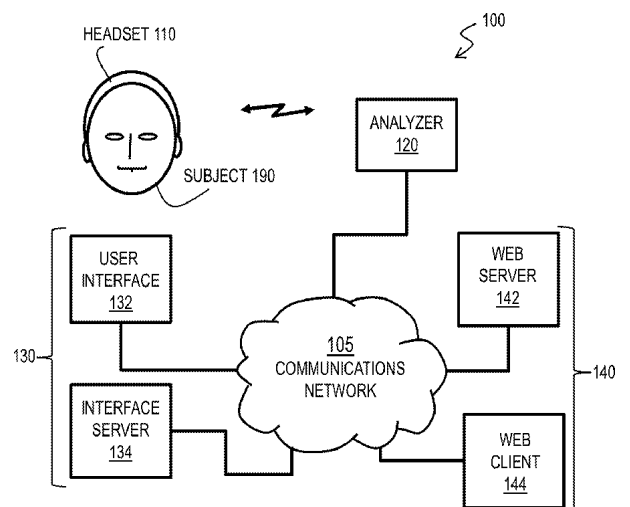 HEADSET 110
100
ANALYZER
120
SUBJECT 190
USER
INTERFACE
132
WEB
SERVER
142
130
105
COMMUNICATIONS
NETWORK
140
INTERFACE
SERVER
134
WEB
CLIENT
144